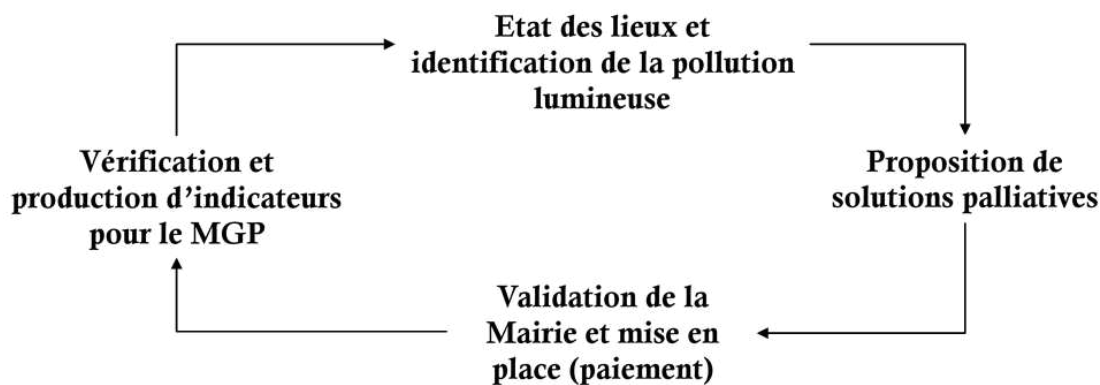 Etat des lieux et
identification de la pollution
lumineuse
Proposition de
solutions palliatives
Validation de la
Mairie et mise en
place (paiement)
Vérification et
production d’indicateurs
pour le MGP